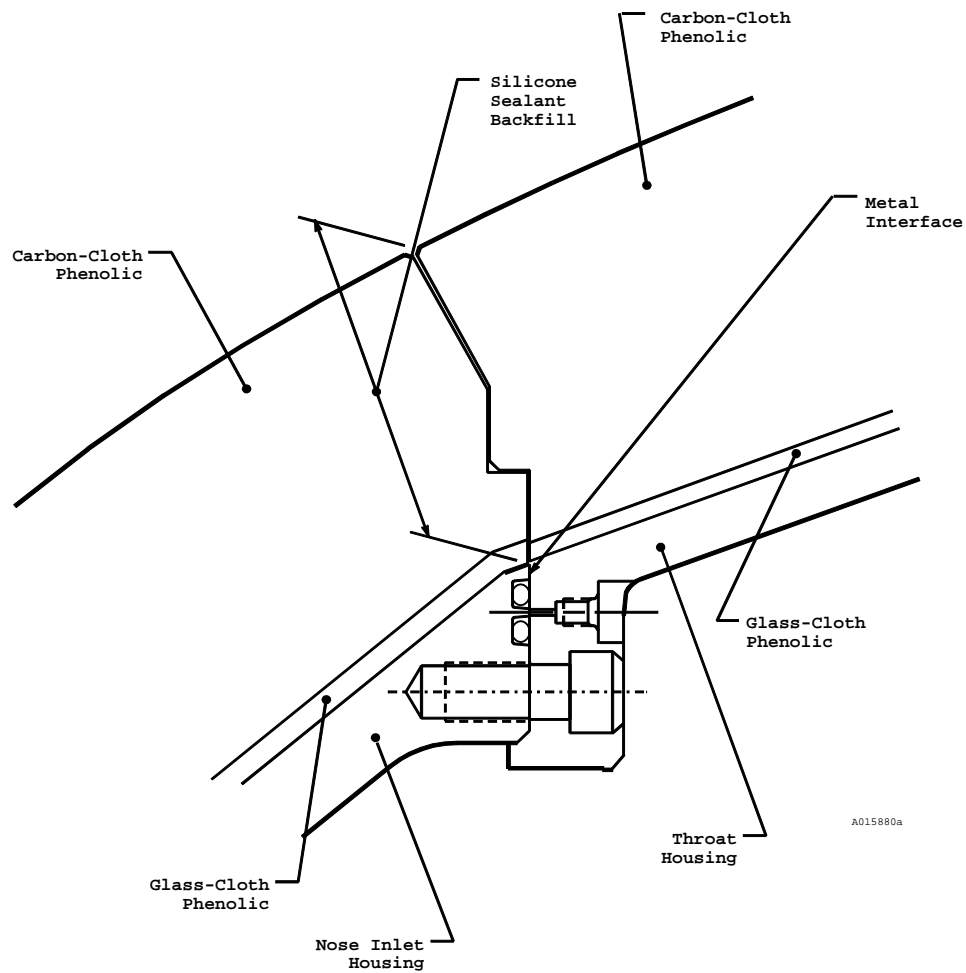 Carbon-Cloth
Phenolic
Silicone
Sealant
Backfill
Metal
Interface
Carbon-Cloth
Phenolic
Glass-Cloth
Phenolic
A015880a
Throat
Housing
Glass-Cloth
Phenolic
Nose Inlet
Housing